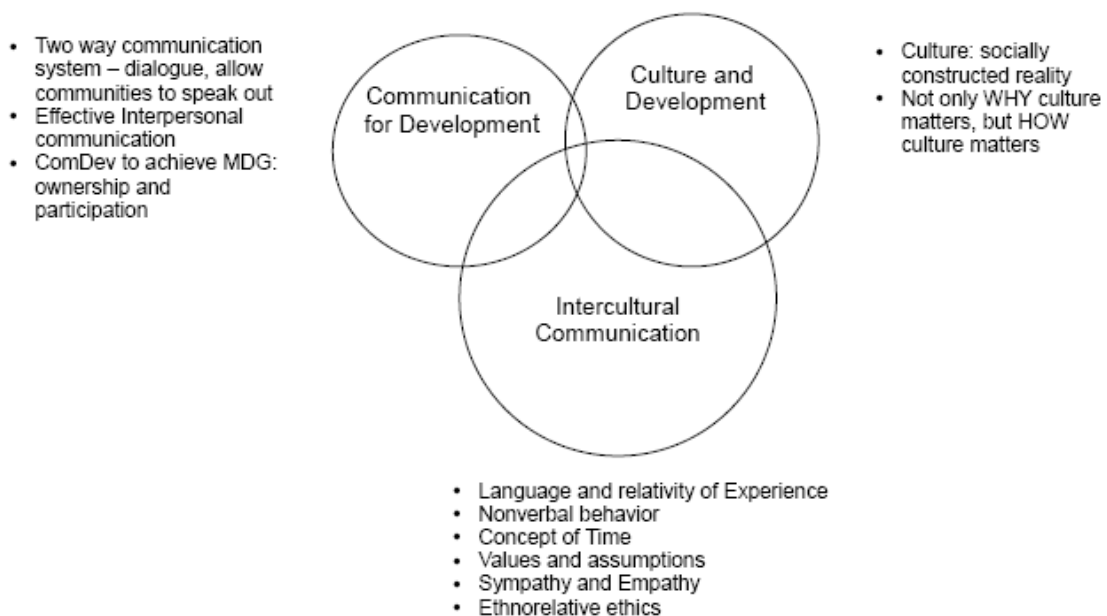 • Two way communication
system – dialogue, allow
communities to speak out
• Effective Interpersonal
communication
• ComDev to achieve MDG:
ownership and
participation
Communication
for Development
Culture and
Development
• Culture: socially
constructed reality
• Not only WHY culture
matters, but HOW
culture matters
Intercultural
Communication
• Language and relativity of Experience
• Nonverbal behavior
• Concept of Time
• Values and assumptions
• Sympathy and Empathy
• Ethnorelative ethics